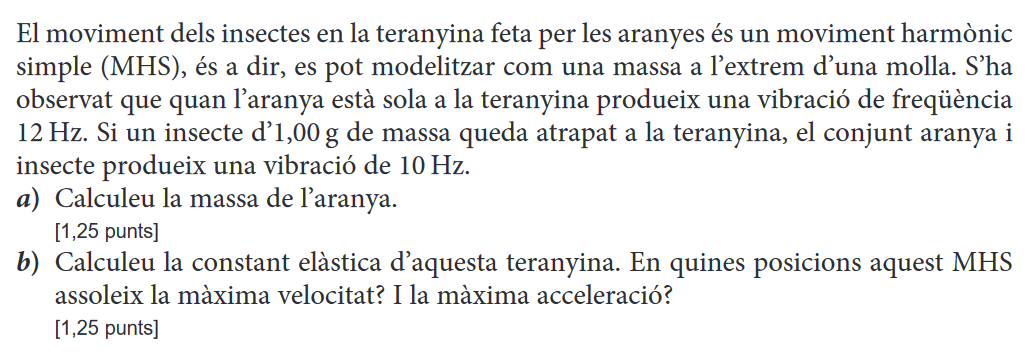 El moviment dels insectes en la teranyina feta per les aranyes és un moviment harmònic
simple (MHS), és a dir, es pot modelitzar com una massa a l’extrem d’una molla. S’ha
observat que quan l’aranya està sola a la teranyina produeix una vibració de freqüència
12 Hz. Si un insecte d’1,00 g de massa queda atrapat a la teranyina, el conjunt aranya i
insecte produeix una vibració de 10 Hz.
a) Calculeu la massa de l’aranya.
[1,25 punts]
b) Calculeu la constant elàstica d’aquesta teranyina. En quines posicions aquest MHS
assoleix la màxima velocitat? I la màxima acceleració?
[1,25 punts]